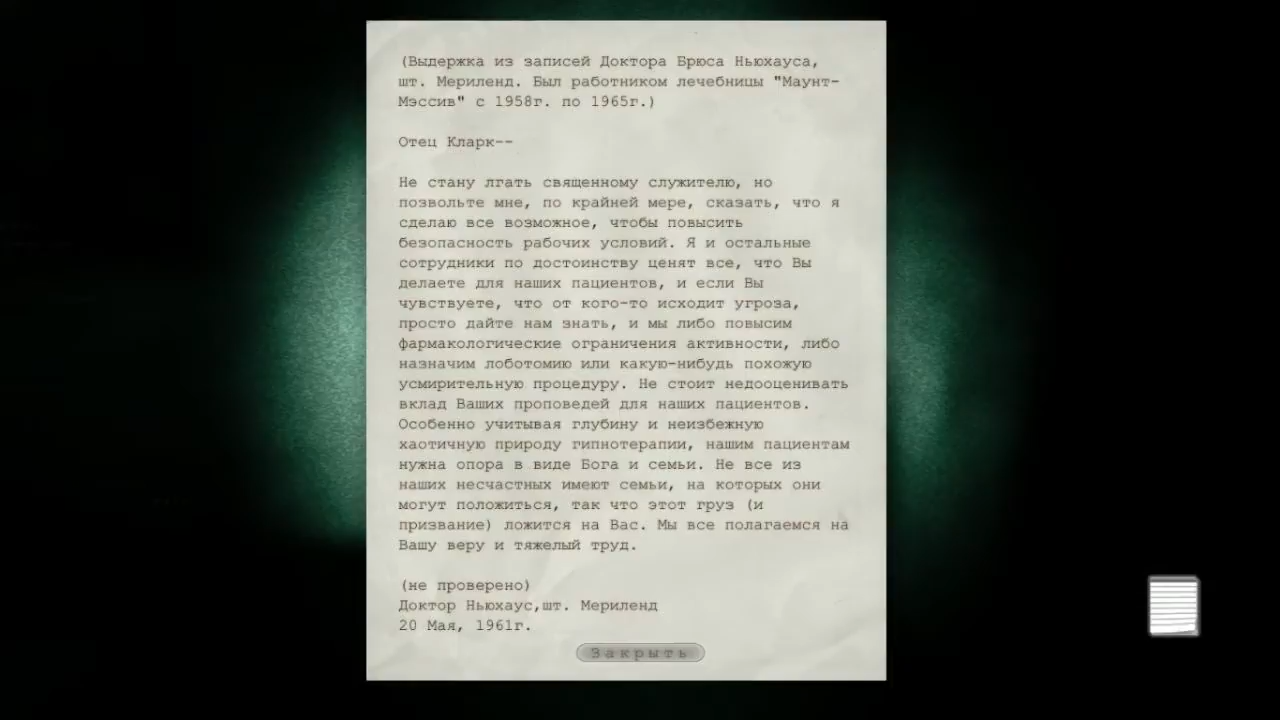 (Выдержка из записей Доктора Брюса Ньюхауса,
шт. Мериленд. Был работником лечебницы "Маунт-
Мэссив" с 1958г. по 1965г.)
Отец Кларк--
Не стану лгать священному служителю, но
позвольте мне, по крайней мере, сказать, что я
сделаю все возможное, чтобы повысить
безопасность рабочих условий. Я и остальные
сотрудники по достоинству ценят все, что Вы
делаете для наших пациентов, и если Вы
чувствуете, что от кого-то исходит угроза,
просто дайте нам знать, и мы либо повысим
фармакологические ограничения активности, либо
назначим лоботомию или какую-нибудь похожую
усмирительную процедуру. Не стоит недооценивать
вклад Ваших проповедей для наших пациентов.
Особенно учитывая глубину и неизбежную
хаотичную природу гипнотерапии, нашим пациентам
нужна опора в виде Бога и семьи. Не все из
наших несчастных имеют семьи, на которых они
могут положиться, так что этот груз (и
призвание) ложится на Вас. Мы все полагаемся на
Вашу веру и тяжелый труд.
(не проверено)
Доктор Ньюхаус,шт. Мериленд
20 Мая, 1961г.
Закрыть